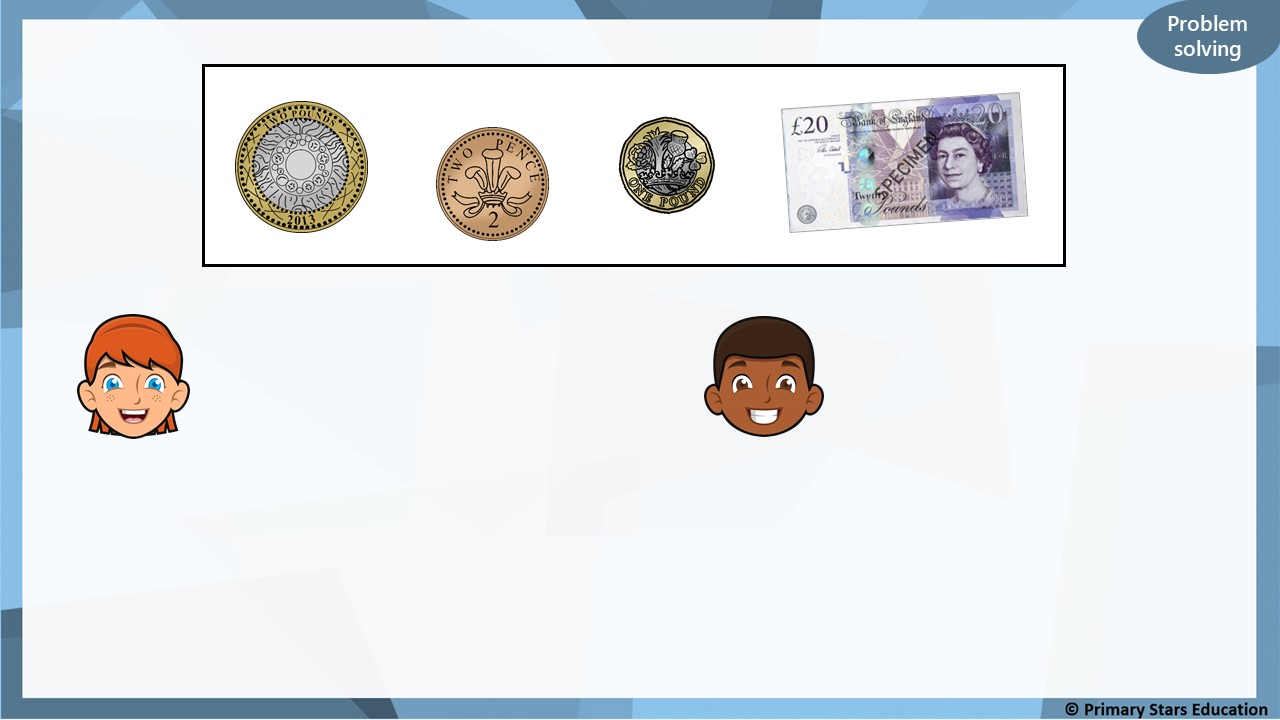 Problem
solving
TWO POUNDS
2013
TWO PENCE
2
ONE POUND
£20
Bank of England
20
SPECIMEN
Twenty
Pounds
© Primary Stars Education